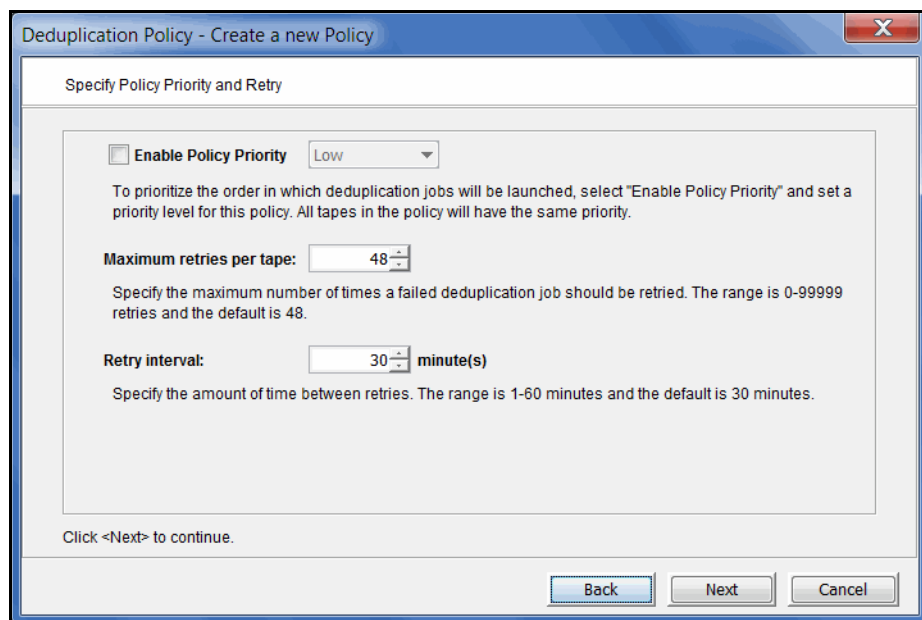 Deduplication Policy - Create a new Policy
Specify Policy Priority and Retry
Enable Policy Priority Low
To prioritize the order in which deduplication jobs will be launched, select "Enable Policy Priority" and set a
priority level for this policy. All tapes in the policy will have the same priority.
Maximum retries per tape: 48
Specify the maximum number of times a failed deduplication job should be retried. The range is 0-99999
retries and the default is 48.
Retry interval: 30 minute(s)
Specify the amount of time between retries. The range is 1-60 minutes and the default is 30 minutes.
Click <Next> to continue.
Back Next Cancel